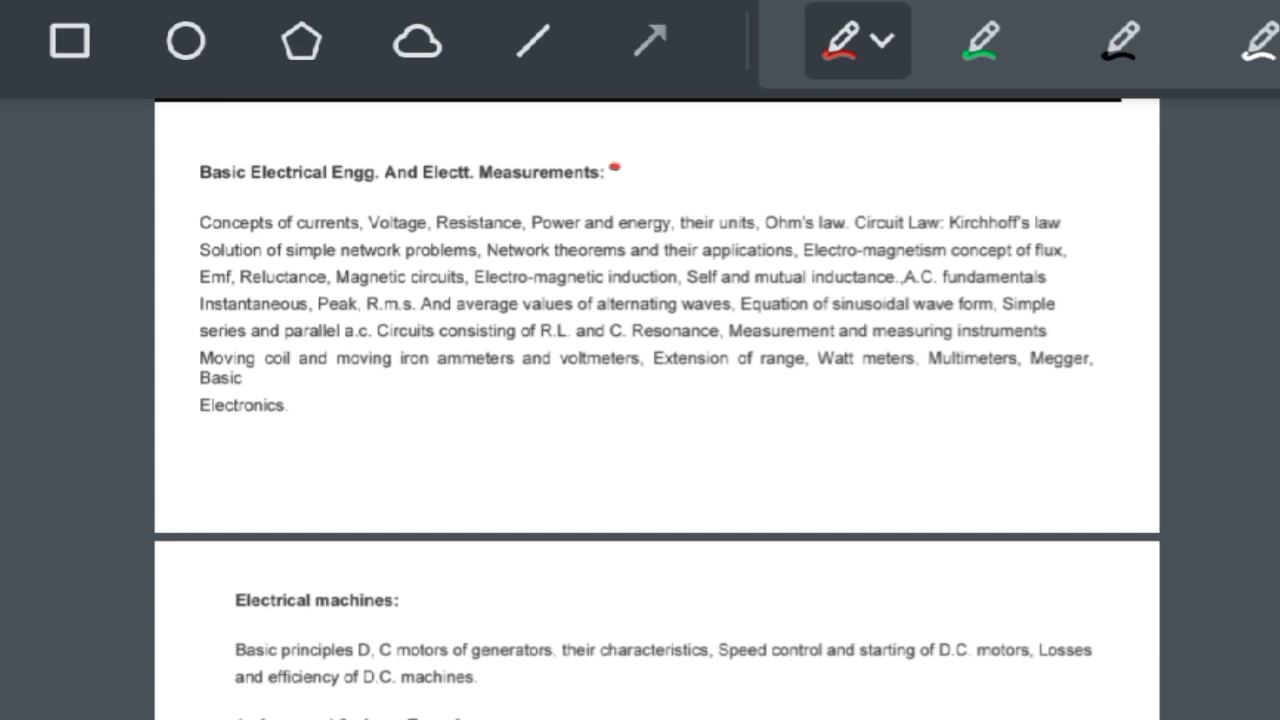 Basic Electrical Engg. And Electt. Measurements:
Concepts of currents, Voltage, Resistance, Power and energy, their units, Ohm's law. Circuit Law: Kirchhoff's law
Solution of simple network problems, Network theorems and their applications, Electro-magnetism concept of flux,
Emf, Reluctance, Magnetic circuits, Electro-magnetic induction, Self and mutual inductance.,A.C. fundamentals
Instantaneous, Peak, R.m.s. And average values of alternating waves, Equation of sinusoidal wave form, Simple
series and parallel a.c. Circuits consisting of R.L. and C. Resonance, Measurement and measuring instruments
Moving coil and moving iron ammeters and voltmeters, Extension of range, Watt meters, Multimeters, Megger,
Basic
Electronics.
Electrical machines:
Basic principles D, C motors of generators, their characteristics, Speed control and starting of D.C. motors, Losses
and efficiency of D.C. machines.